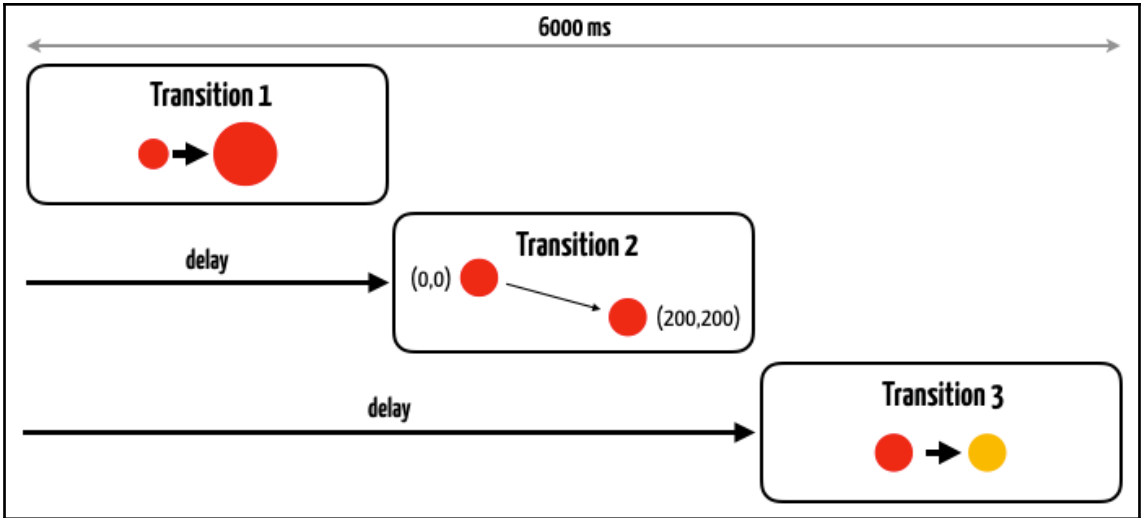 6000 ms
Transition 1
delay
Transition 2
(0,0)
(200,200)
delay
Transition 3